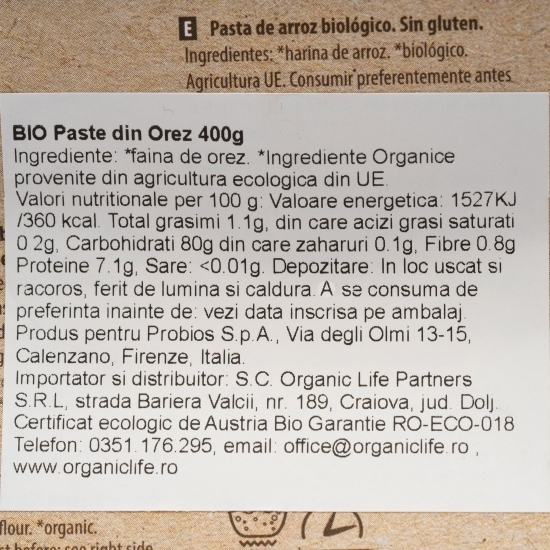 E Pasta de arroz biológico. Sin gluten.
Ingredientes: *harina de arroz. *biológico.
Agricultura UE. Consumir preferentemente antes
BIO Paste din Orez 400g
Ingrediente: *faina de orez. *Ingrediente Organice
provenite din agricultura ecologica din UE.
Valori nutritionale per 100 g: Valoare energetica: 1527KJ
/360 kcal. Total grasimi 1.1g, din care acizi grasi saturati
0.2g, Carbohidrati 80g din care zaharuri 0.1g, Fibre 0.8g
Proteine 7.1g, Sare: <0.01g. Depozitare: In loc uscat si
racoros, ferit de lumina si caldura. A se consuma de
preferinta inainte de: vezi data inscrisa pe ambalaj.
Produs pentru Probios S.p.A., Via degli Olmi 13-15,
Calenzano, Firenze, Italia.
Importator si distribuitor: S.C. Organic Life Partners
S.R.L, strada Bariera Valcii, nr. 189, Craiova, jud. Dolj.
Certificat ecologic de Austria Bio Garantie RO-ECO-018
Telefon: 0351.176.295, email: office@organiclife.ro ,
www.organiclife.ro
flour. *organic.
before: see right side